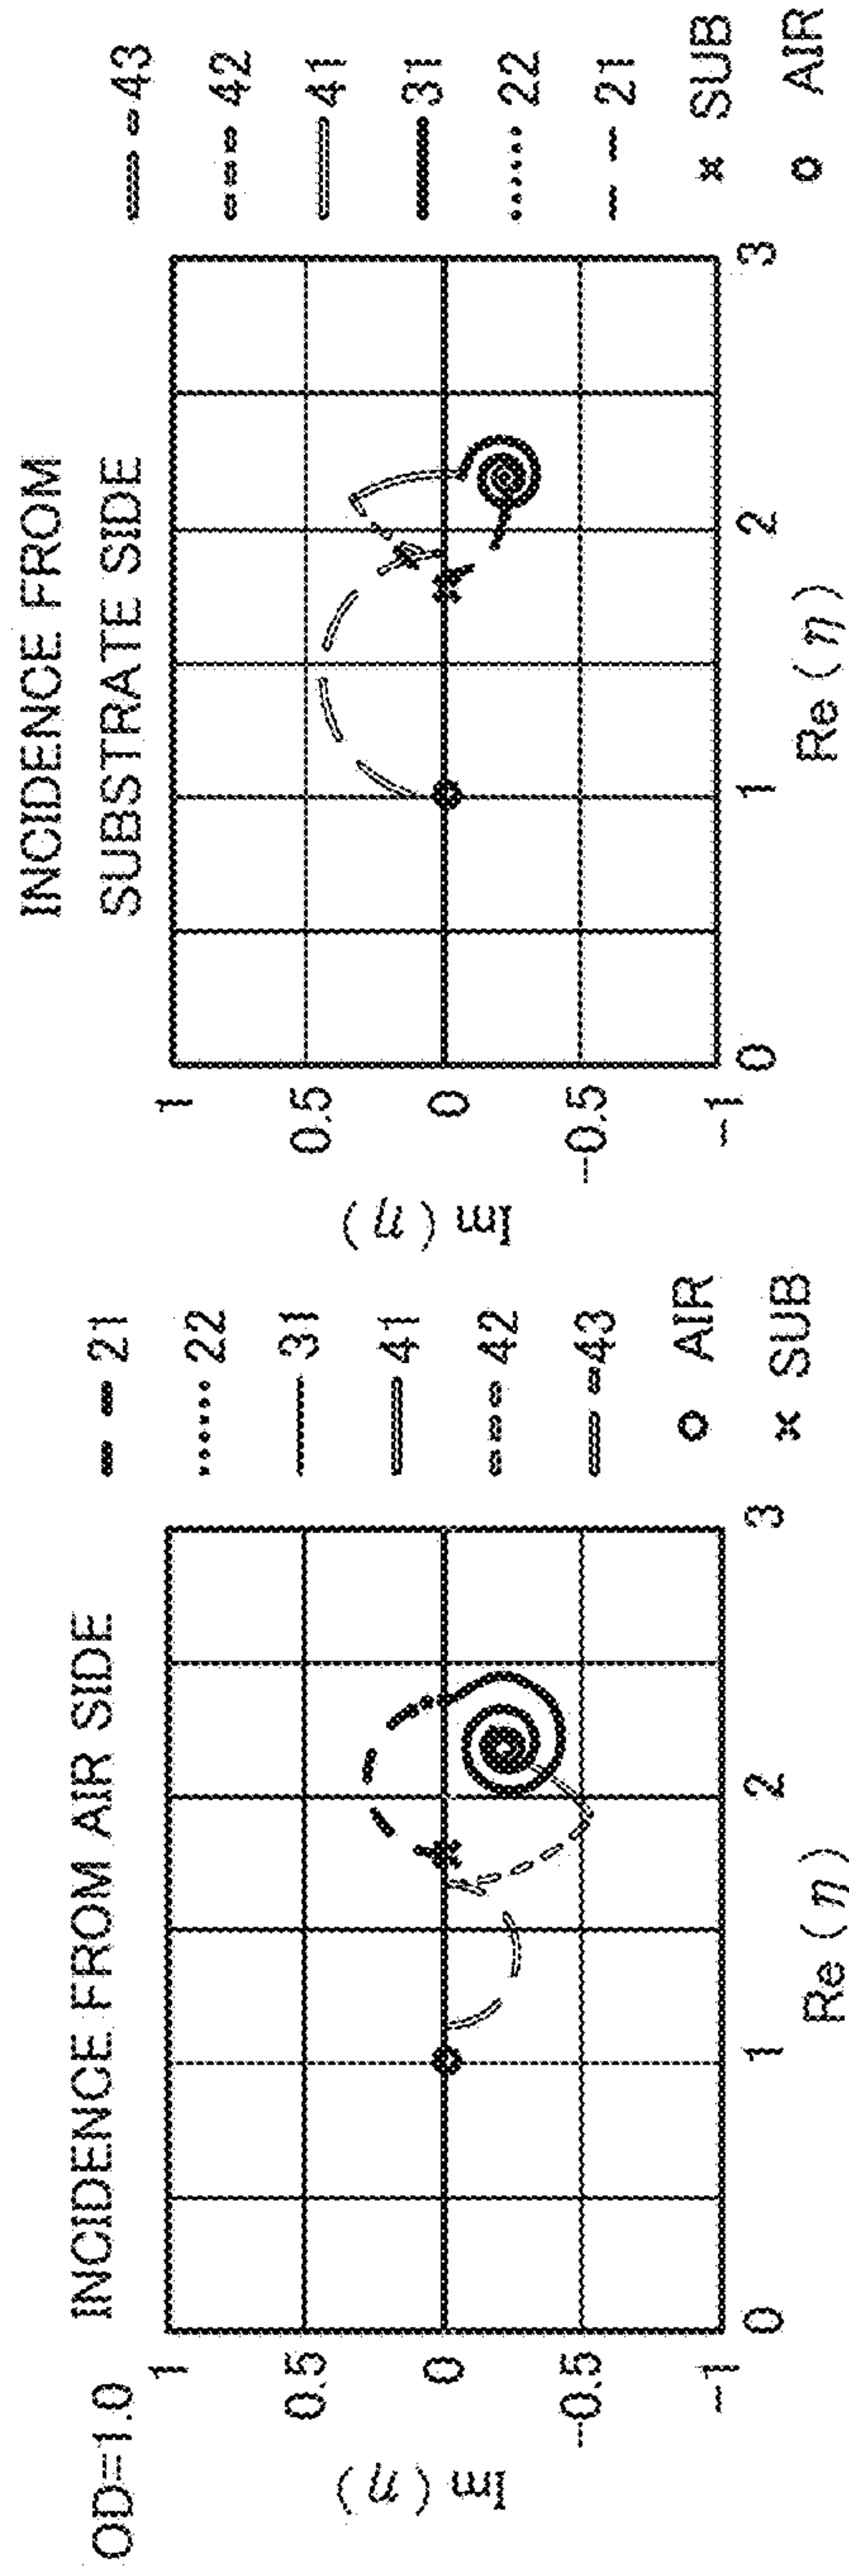 OD=1.0
INCIDENCE FROM AIR SIDE
1
0.5
0
-0.5
-1
Im (η)
0
1
2
3
Re (η)
21
22
31
41
42
43
AIR
SUB
INCIDENCE FROM
SUBSTRATE SIDE
1
0.5
0
-0.5
-1
Im (η)
0
1
2
3
Re (η)
43
42
41
31
22
21
SUB
AIR